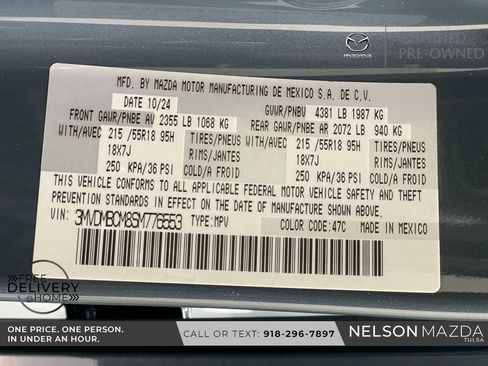 mazda
CERTIFIED
PRE-OWNED
MFD. BY MAZDA MOTOR MANUFACTURING DE MEXICO S.A. DE C.V.
DATE 10/24 GVWR/PNBV 4381 LB 1987 KG
FRONT GAWR/PNBE AV 2355 LB 1068 KG REAR GAWR/PNBE AR 2072 LB 940 KG
WITH/AVEC 215/55R18 95H TIRES/PNEUS WITH/AVEC 215/55R18 95H TIRES/PNEUS
18X7J RIMS/JANTES 18X7J RIMS/JANTES
250 KPA/36 PSI COLD/A FROID 250 KPA/36 PSI COLD/A FROID
THIS VEHICLE CONFORMS TO ALL APPLICABLE FEDERAL MOTOR VEHICLE SAFETY AND THEFT
PREVENTION STANDARDS IN EFFECT ON THE DATE OF MANUFACTURE SHOWN ABOVE.
VIN: 3MVDMBCM8SM776553 TYPE: MPV COLOR CODE: 47C MADE IN MEXICO
FREE
DELIVERY
HOME
ONE PRICE. ONE PERSON.
IN UNDER AN HOUR.
CALL OR TEXT: 918-296-7897
NELSON MAZDA
TULSA